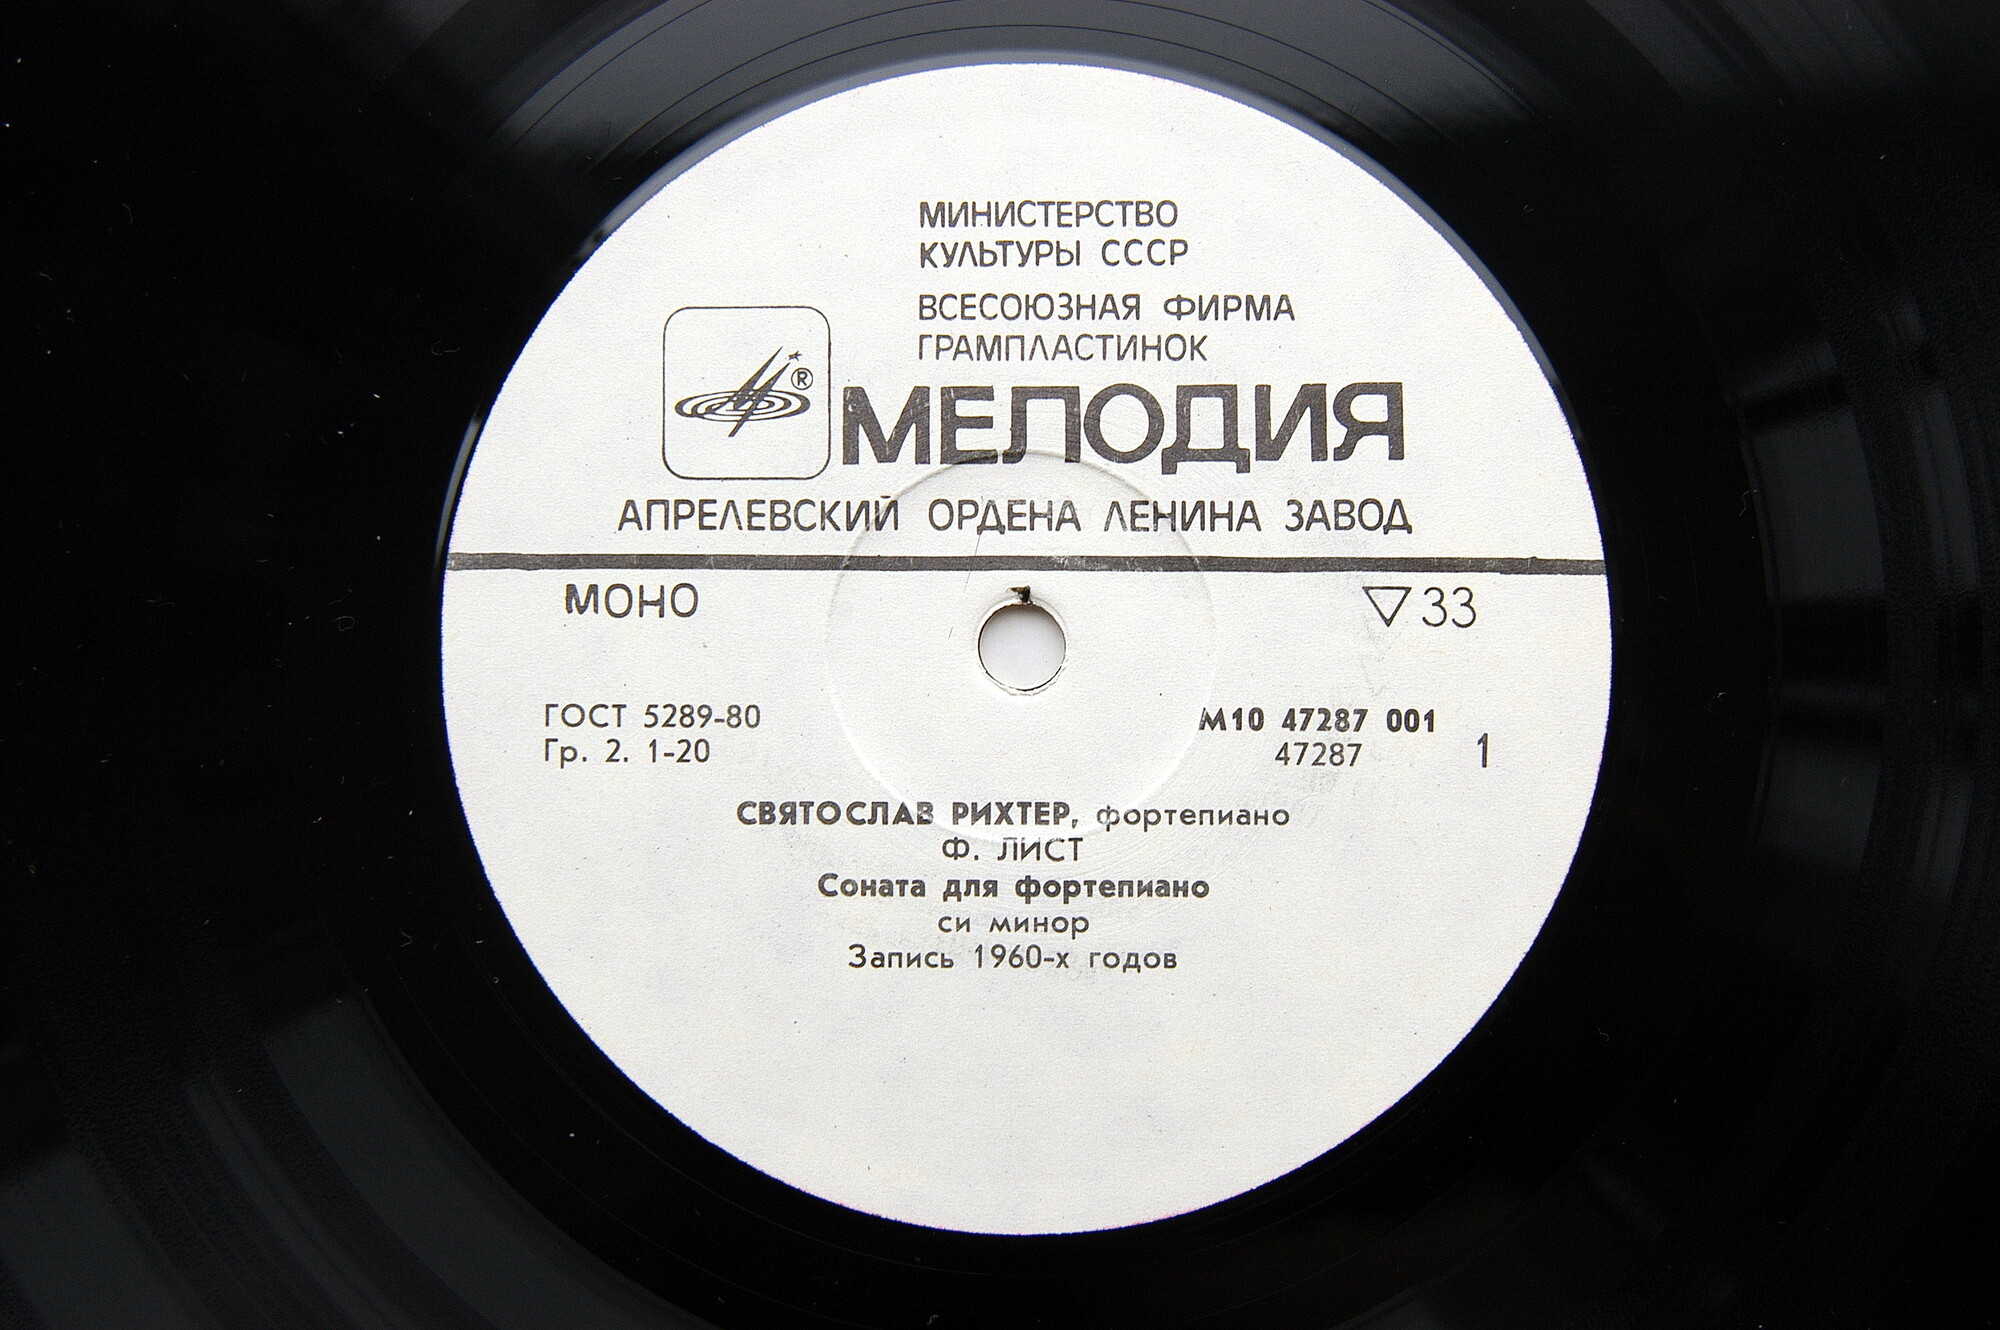 МИНИСТЕРСТВО
КУЛЬТУРЫ СССР
ВСЕСОЮЗНАЯ ФИРМА
ГРАМПЛАСТИНОК
®
МЕЛОДИЯ
АПРЕЛЕВСКИЙ ОРДЕНА ЛЕНИНА ЗАВОД
МОНО ▽33
ГОСТ 5289-80 М10 47287 001
Гр. 2. 1-20 47287 1
СВЯТОСЛАВ РИХТЕР, фортепиано
Ф. ЛИСТ
Соната для фортепиано
си минор
Запись 1960-х годов